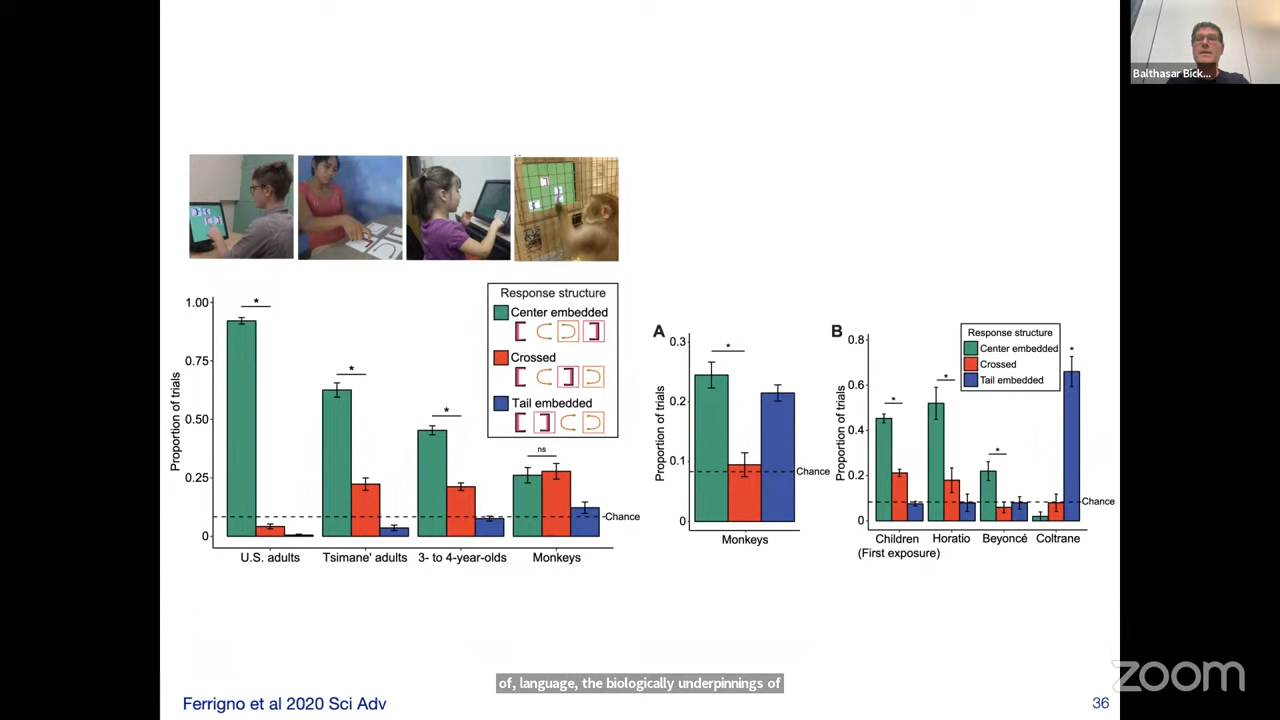 Balthasar Bick...
1.00
0.75
0.50
0.25
0
Proportion of trials
*
*
*
ns
Chance
U.S. adults
Tsimane' adults
3- to 4-year-olds
Monkeys
Response structure
Center embedded
Crossed
Tail embedded
A
0.3
0.2
0.1
0
Proportion of trials
*
Chance
Monkeys
B
0.8
0.6
0.4
0.2
0
Proportion of trials
Response structure
Center embedded
Crossed
Tail embedded
*
*
*
*
Chance
Children
(First exposure)
Horatio
Beyoncé
Coltrane
of, language, the biologically underpinnings of
Ferrigno et al 2020 Sci Adv
36
zoom